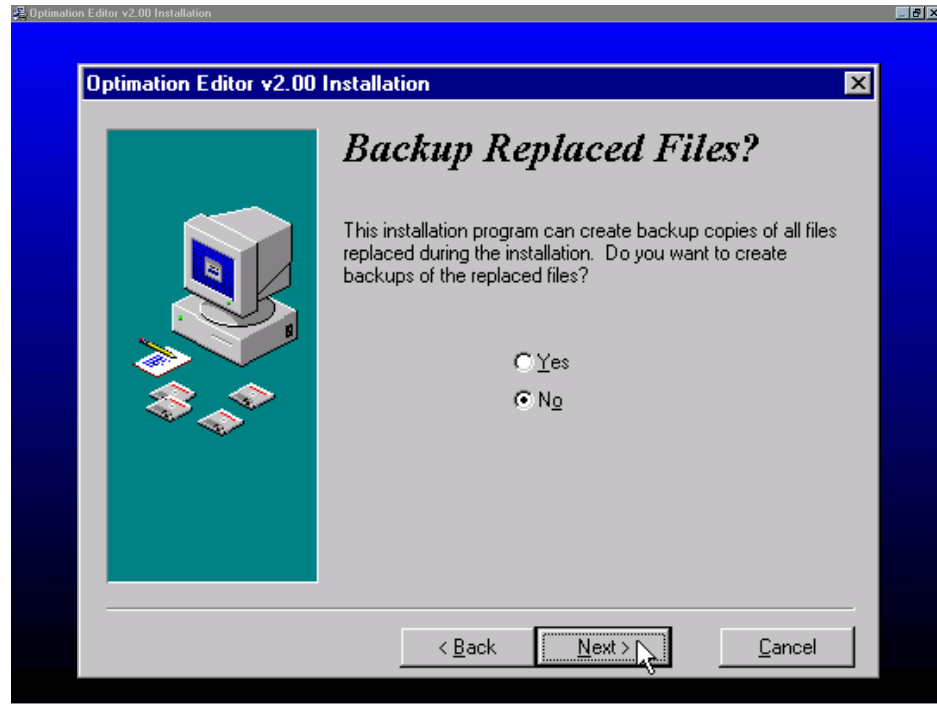 Optimation Editor v2.00 Installation
Optimation Editor v2.00 Installation
Backup Replaced Files?
This installation program can create backup copies of all files
replaced during the installation.  Do you want to create
backups of the replaced files?
Yes
No
< Back
Next >
Cancel